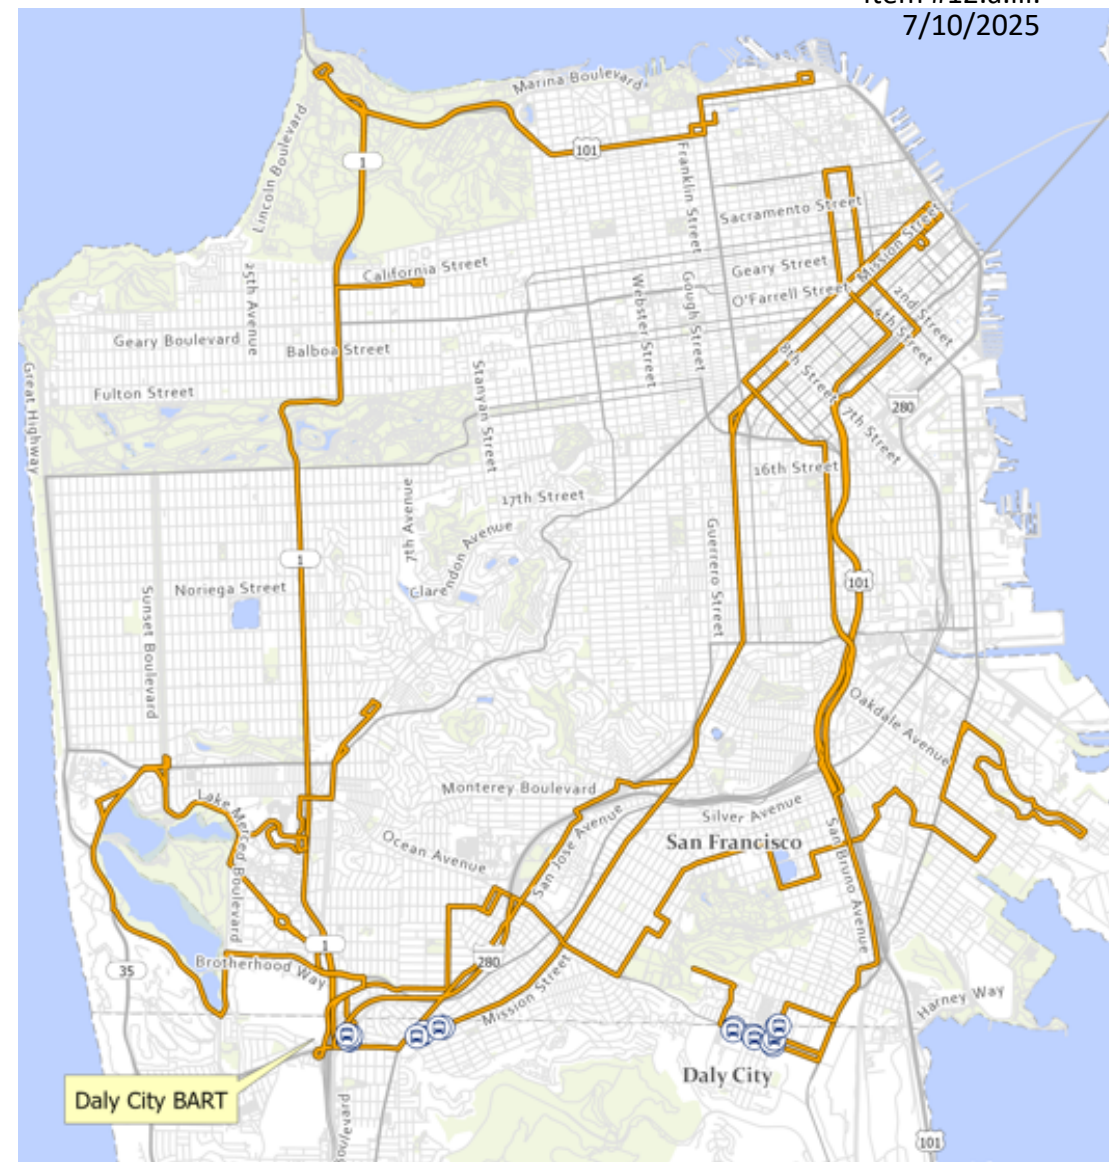 7/10/2025
Marina Boulevard
101
1
Lincoln Boulevard
Franklin Street
Sacramento Street
Mission Street
California Street
25th Avenue
Geary Street
O'Farrell Street
Webster Street
Gough Street
2nd Street
4th Street
Geary Boulevard
Balboa Street
8th Street
Great Highway
Fulton Street
Stanyan Street
280
7th Street
16th Street
17th Street
7th Avenue
Clarendon Avenue
Guerrero Street
1
Noriega Street
Sunset Boulevard
101
Oakdale Avenue
Monterey Boulevard
Lake Merced Boulevard
Silver Avenue
San Francisco
Ocean Avenue
San Jose Avenue
San Bruno Avenue
1
280
35
Brotherhood Way
Mission Street
Harney Way
Daly City
Daly City BART
101